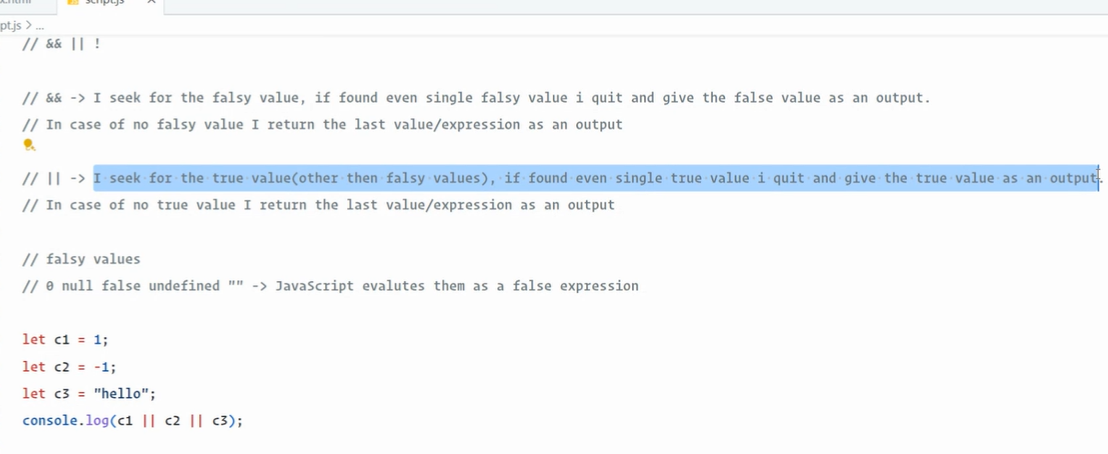 script.js
pt.js > ...
// && || !
// && -> I seek for the falsy value, if found even single falsy value i quit and give the false value as an output.
// In case of no falsy value I return the last value/expression as an output
// || -> I seek for the true value(other then falsy values), if found even single true value i quit and give the true value as an output.
// In case of no true value I return the last value/expression as an output
// falsy values
// 0 null false undefined "" -> JavaScript evalutes them as a false expression
let c1 = 1;
let c2 = -1;
let c3 = "hello";
console.log(c1 || c2 || c3);